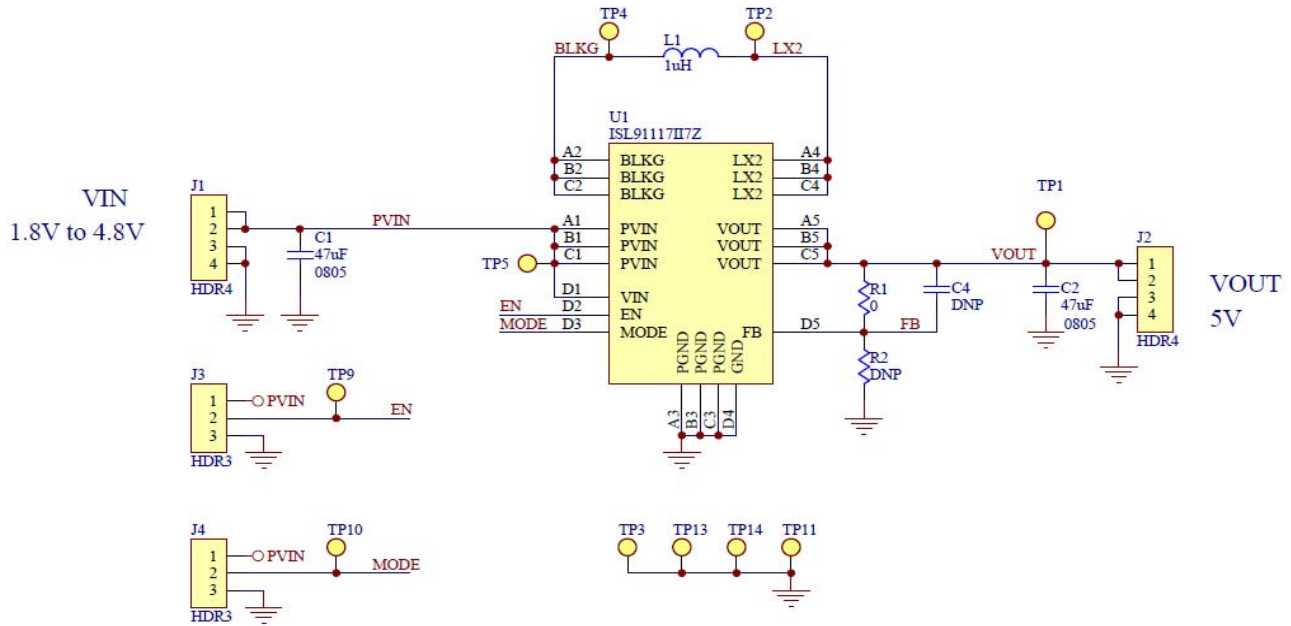 TP4
TP2
BLKG
L1
LX2
1uH
U1
ISL91117II7Z
A2
BLKG
LX2
A4
B2
BLKG
LX2
B4
C2
BLKG
LX2
C4
VIN
1.8V to 4.8V
J1
1
2
3
4
HDR4
C1
47uF
0805
PVIN
A1
PVIN
VOUT
A5
B1
PVIN
VOUT
B5
C1
PVIN
VOUT
C5
TP5
D1
VIN
EN
D2
EN
MODE
D3
MODE
FB
D5
PGND
PGND
PGND
GND
A3
B3
C3
D4
R1
0
C4
DNP
FB
R2
DNP
VOUT
TP1
C2
47uF
0805
J2
1
2
3
4
HDR4
VOUT
5V
J3
1
2
3
HDR3
PVIN
TP9
EN
J4
1
2
3
HDR3
PVIN
TP10
MODE
TP3
TP13
TP14
TP11